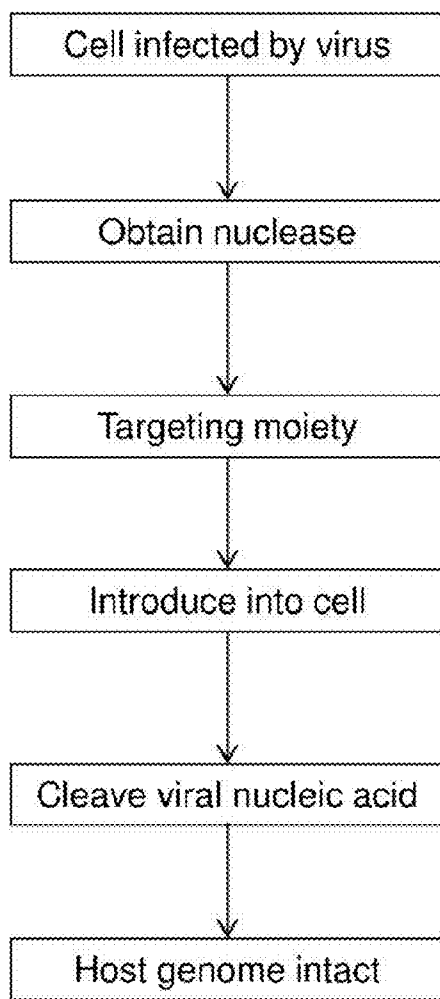 Cell infected by virus
Obtain nuclease
Targeting moiety
Introduce into cell
Cleave viral nucleic acid
Host genome intact